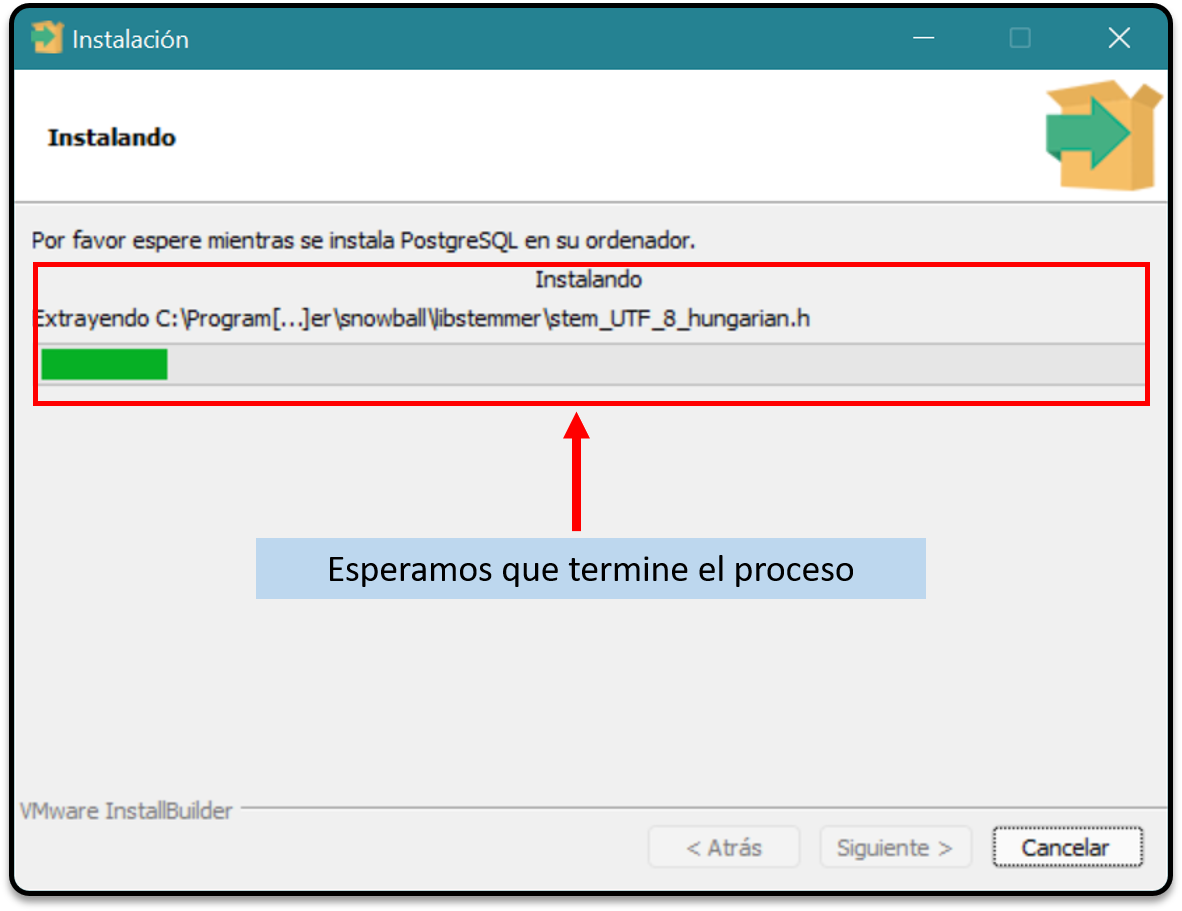 Instalación
Instalando
Por favor espere mientras se instala PostgreSQL en su ordenador.
Instalando
Extrayendo C:\Program[...]er\snowball\libstemmer\stem_UTF_8_hungarian.h
Esperamos que termine el proceso
VMware InstallBuilder
< Atrás
Siguiente >
Cancelar